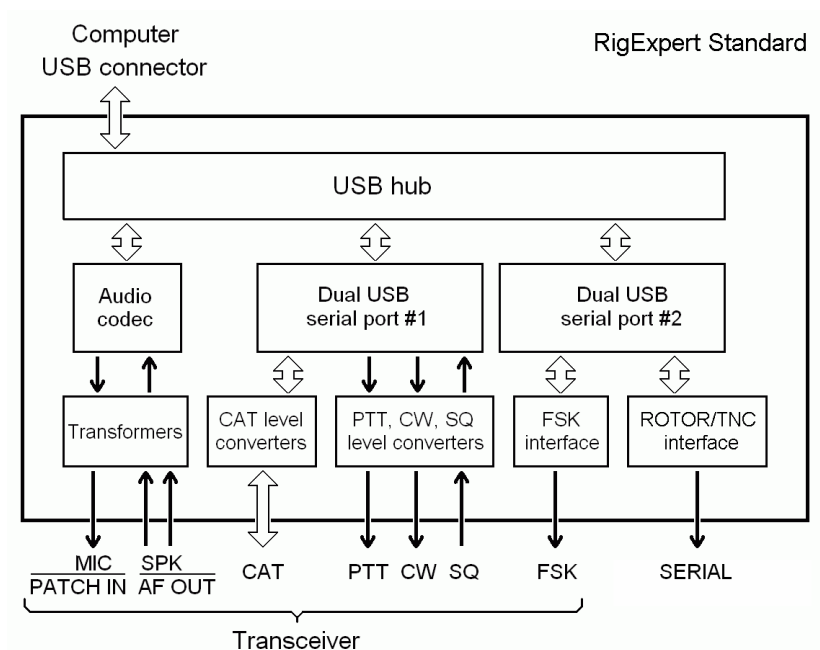 Computer
USB connector
RigExpert Standard
USB hub
Audio
codec
Dual USB
serial port #1
Dual USB
serial port #2
Transformers
CAT level
converters
PTT, CW, SQ
level converters
FSK
interface
ROTOR/TNC
interface
MIC
PATCH IN
SPK
AF OUT
CAT
PTT
CW
SQ
FSK
SERIAL
Transceiver